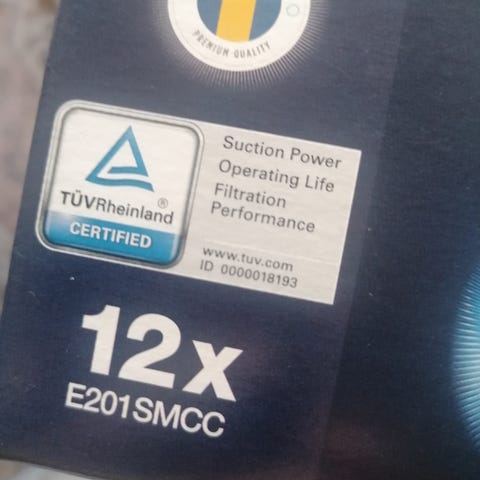 PREMIUM QUALITY
TÜVRheinland®
CERTIFIED
Suction Power
Operating Life
Filtration
Performance
www.tuv.com
ID 0000018193
12x
E201SMCC